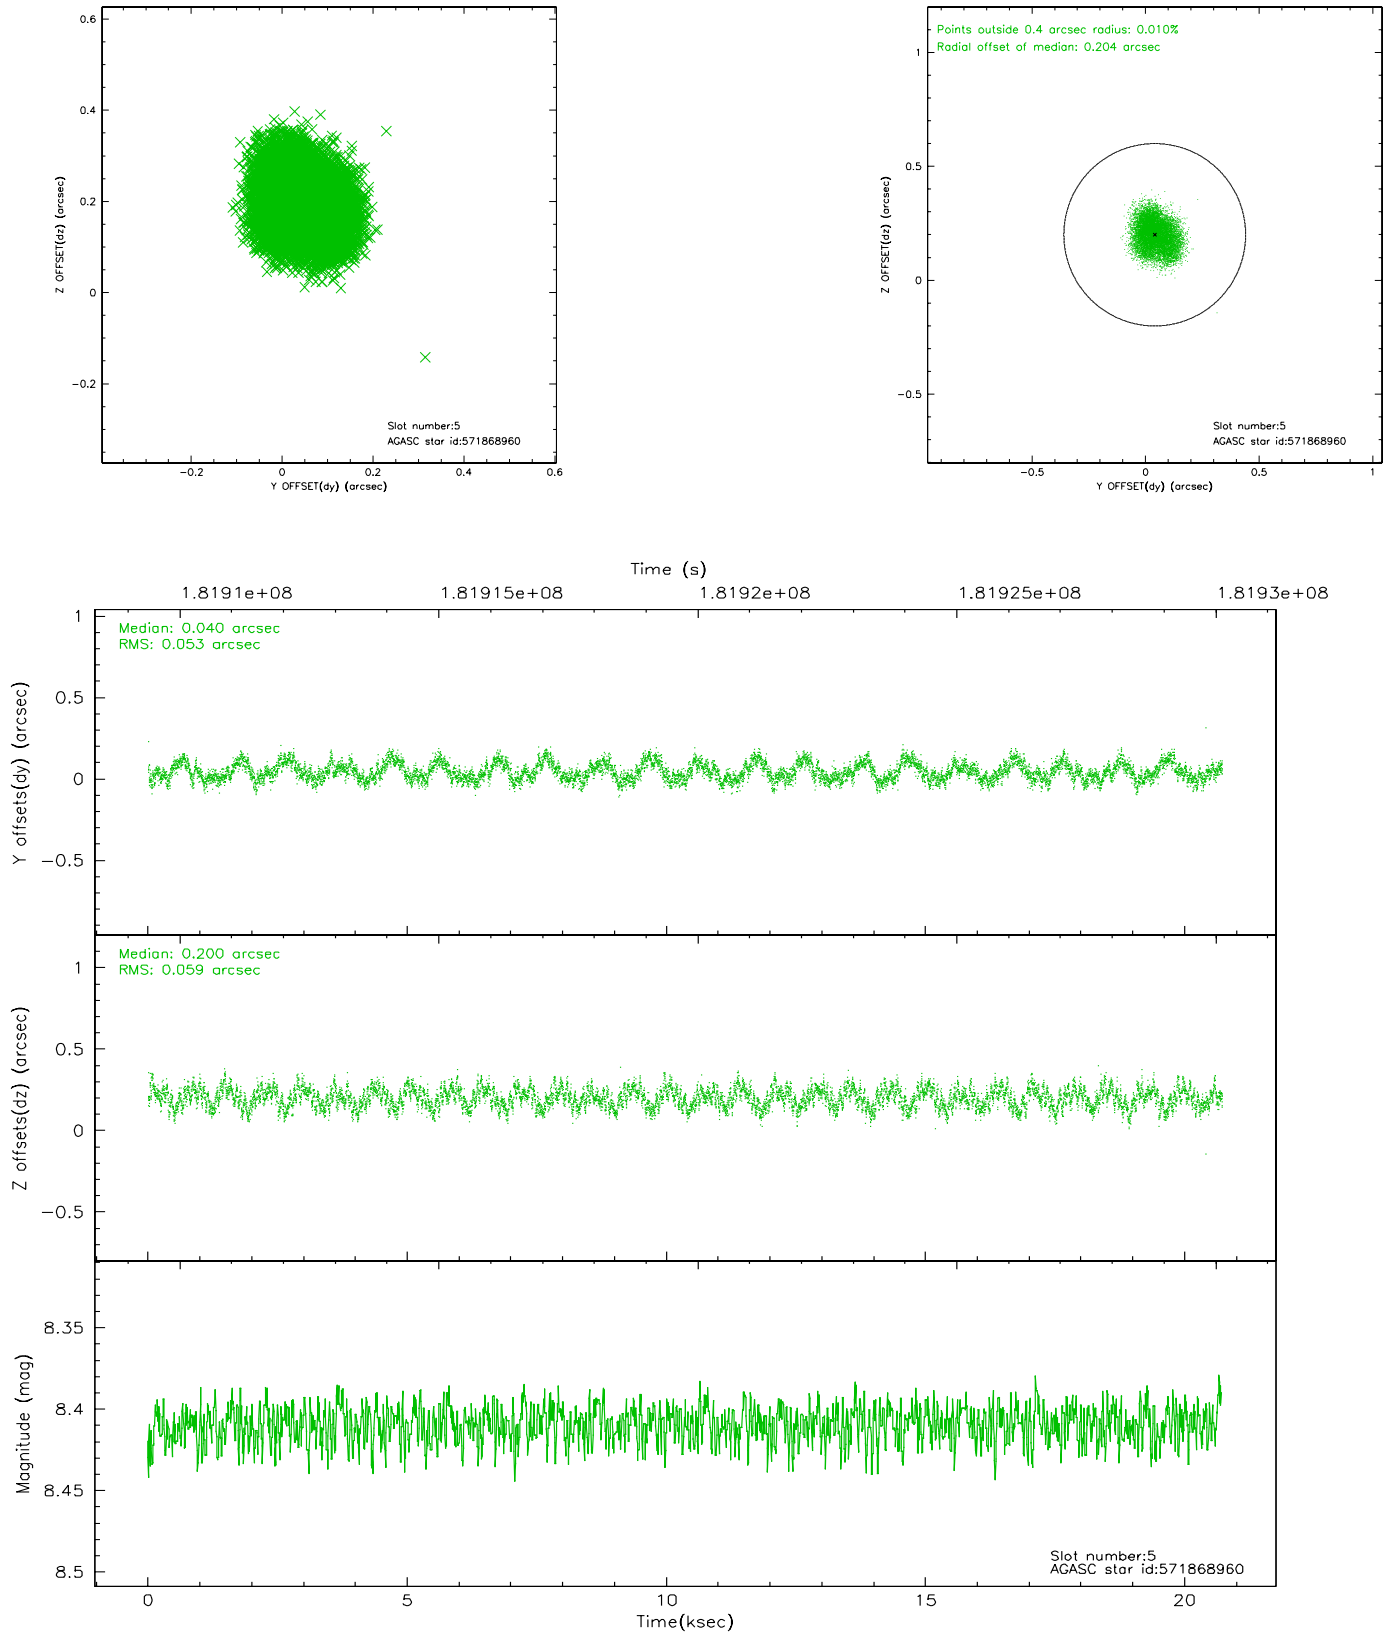 0.6
0.4
0.2
0
−0.2
Z OFFSET(dz) (arcsec)
Slot number:5
AGASC star id:571868960
−0.2 0 0.2 0.4 0.6
Y OFFSET(dy) (arcsec)
Points outside 0.4 arcsec radius: 0.010%
Radial offset of median: 0.204 arcsec
1
0.5
0
−0.5
Z OFFSET(dz) (arcsec)
Slot number:5
AGASC star id:571868960
−0.5 0 0.5 1
Y OFFSET(dy) (arcsec)
Time (s)
1.8191e+08 1.81915e+08 1.8192e+08 1.81925e+08 1.8193e+08
Median: 0.040 arcsec
RMS: 0.053 arcsec
1
0.5
0
−0.5
Y offsets(dy) (arcsec)
Median: 0.200 arcsec
RMS: 0.059 arcsec
1
0.5
0
−0.5
Z offsets(dz) (arcsec)
8.35
8.4
8.45
8.5
Magnitude (mag)
Slot number:5
AGASC star id:571868960
0 5 10 15 20
Time(ksec)